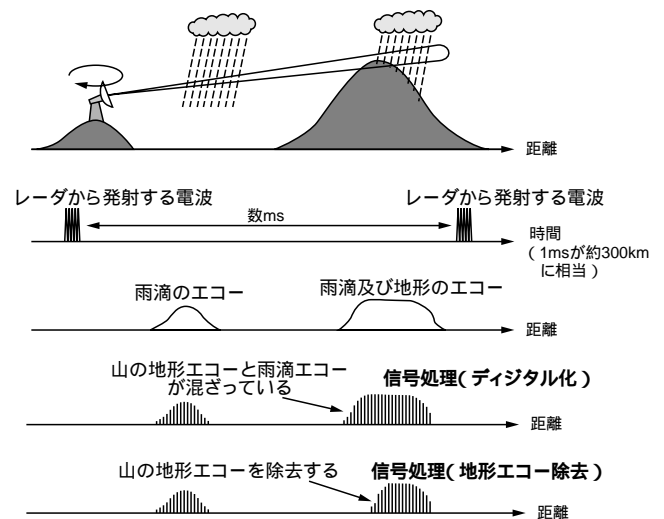 距離
レーダから発射する電波
レーダから発射する電波
数ms
時間
(1msが約300km
に相当)
雨滴のエコー
雨滴及び地形のエコー
距離
山の地形エコーと雨滴エコー
が混ざっている
信号処理(ディジタル化)
距離
山の地形エコーを除去する
信号処理(地形エコー除去)
距離